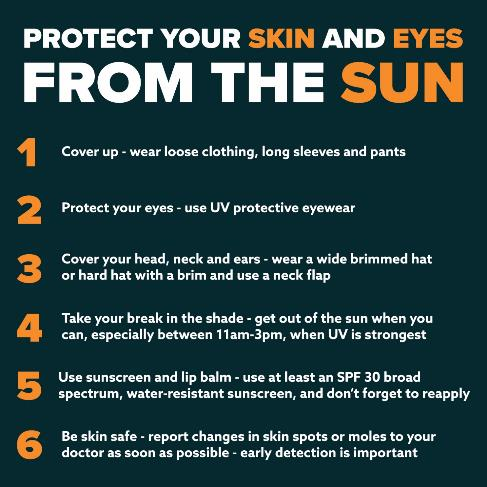 PROTECT YOUR SKIN AND EYES
FROM THE SUN
1 Cover up - wear loose clothing, long sleeves and pants
2 Protect your eyes - use UV protective eyewear
3 Cover your head, neck and ears - wear a wide brimmed hat
or hard hat with a brim and use a neck flap
4 Take your break in the shade - get out of the sun when you
can, especially between 11am-3pm, when UV is strongest
5 Use sunscreen and lip balm - use at least an SPF 30 broad
spectrum, water-resistant sunscreen, and don't forget to reapply
6 Be skin safe - report changes in skin spots or moles to your
doctor as soon as possible - early detection is important